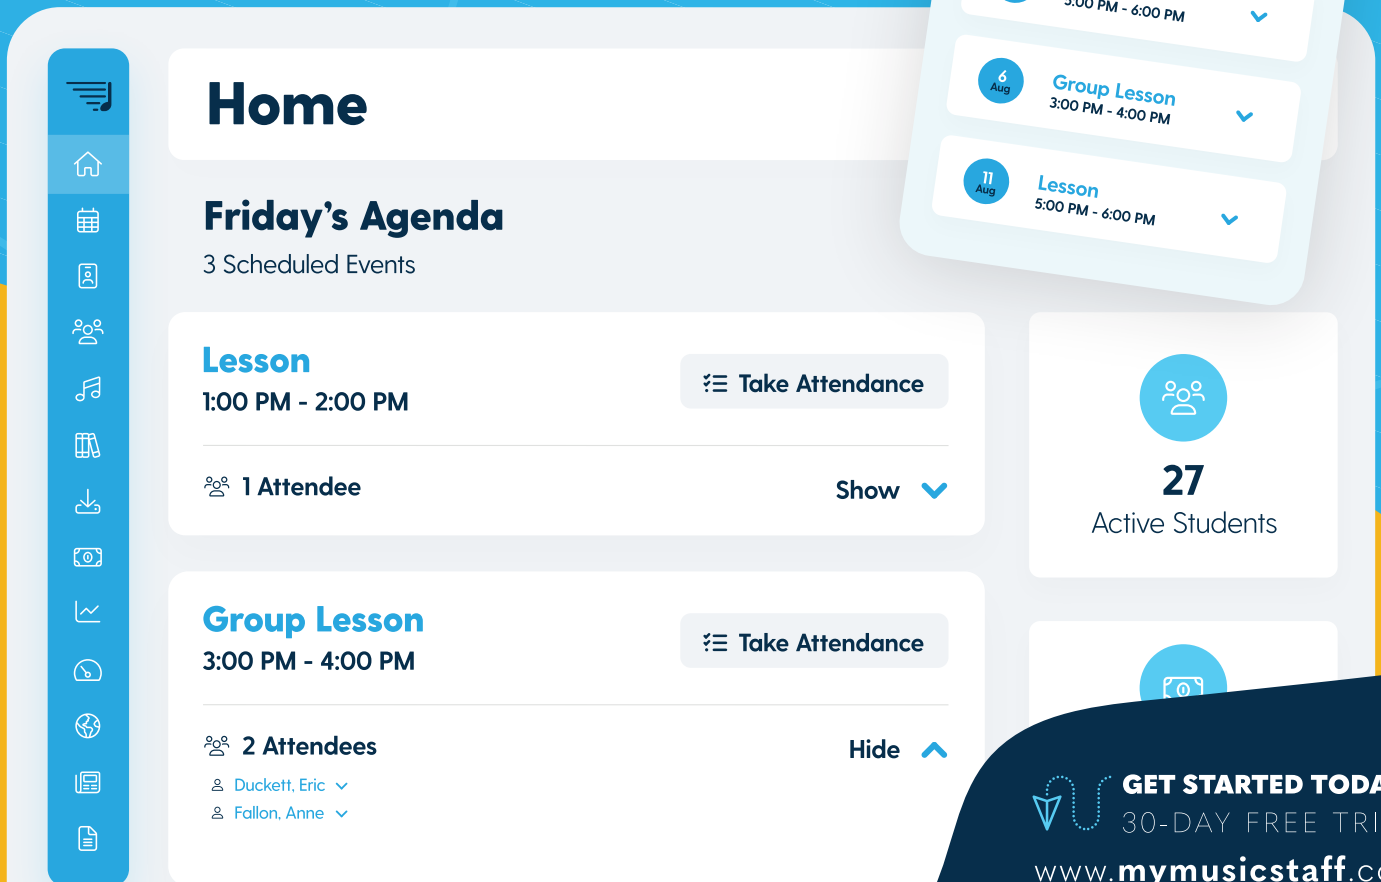 Home
Friday's Agenda
3 Scheduled Events
Lesson
1:00 PM - 2:00 PM
Take Attendance
1 Attendee
Show
Group Lesson
3:00 PM - 4:00 PM
Take Attendance
2 Attendees
Hide
Duckett, Eric
Fallon, Anne
5:00 PM - 6:00 PM
6
Aug
Group Lesson
3:00 PM - 4:00 PM
11
Aug
Lesson
5:00 PM - 6:00 PM
27
Active Students
GET STARTED TODA
30-DAY FREE TRI
www.mymusicstaff.co